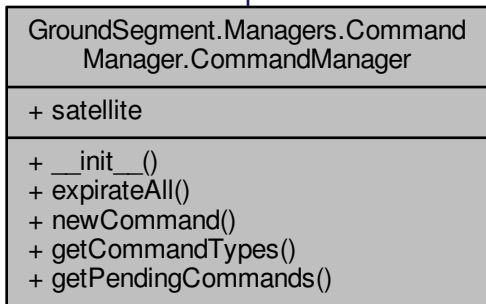 GroundSegment.Managers.Command
Manager.CommandManager
+ satellite
+ __init__()
+ expirateAll()
+ newCommand()
+ getCommandTypes()
+ getPendingCommands()